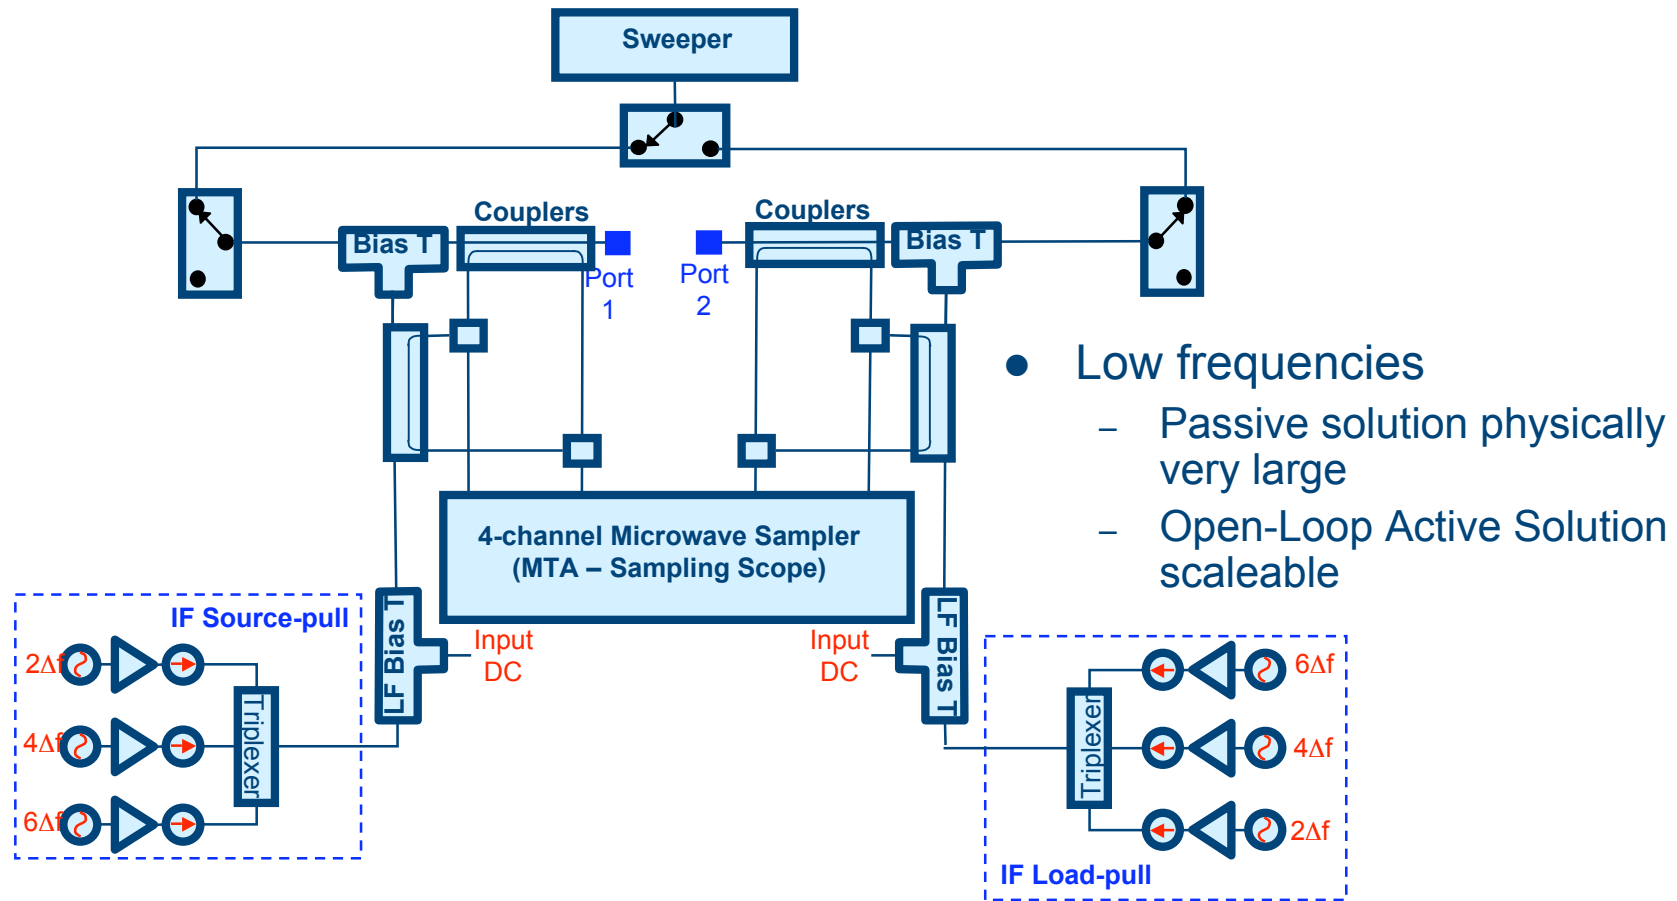 Sweeper
Couplers
Couplers
Bias T
Bias T
Port
1
Port
2
● Low frequencies
– Passive solution physically
very large
– Open-Loop Active Solution
scaleable
4-channel Microwave Sampler
(MTA – Sampling Scope)
LF Bias T
LF Bias T
Input
DC
Input
DC
IF Source-pull
2Δf
4Δf
6Δf
Triplexer
6Δf
4Δf
2Δf
Triplexer
IF Load-pull